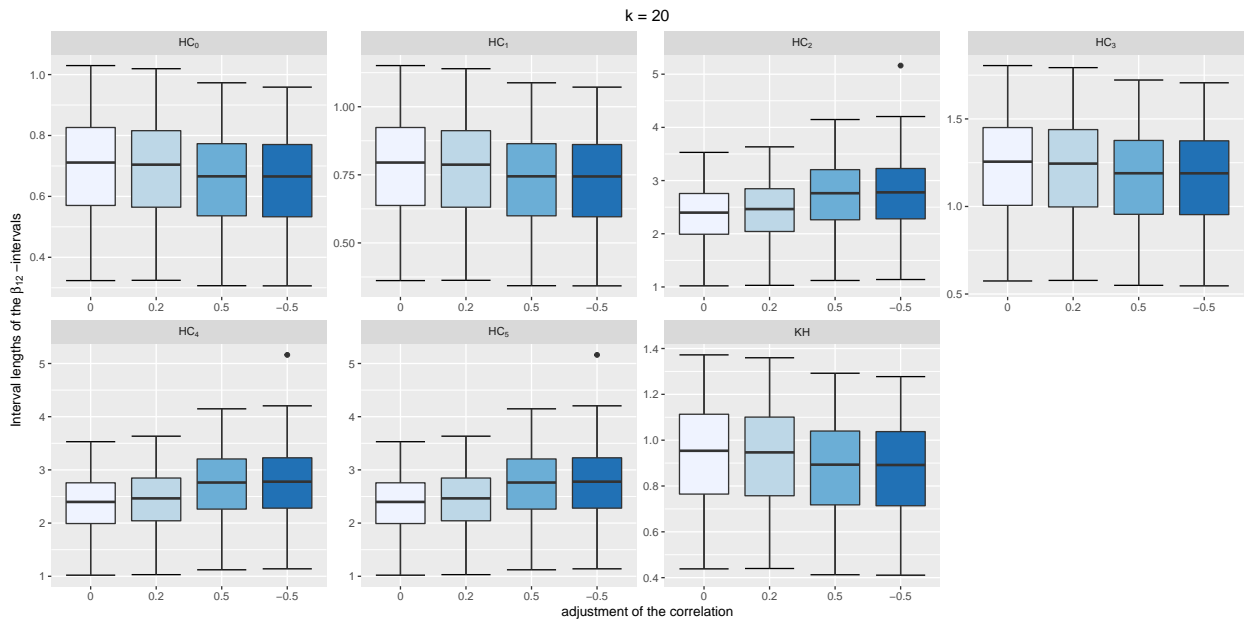 k = 20
HC₀
HC₁
HC₂
HC₃
1.0
0.8
0.6
0.4
1.00
0.75
0.50
5
4
3
2
1
1.5
1.0
0.5
0 0.2 0.5 −0.5
0 0.2 0.5 −0.5
0 0.2 0.5 −0.5
0 0.2 0.5 −0.5
HC₄
HC₅
KH
5
4
3
2
1
5
4
3
2
1
1.4
1.2
1.0
0.8
0.6
0.4
0 0.2 0.5 −0.5
0 0.2 0.5 −0.5
0 0.2 0.5 −0.5
Interval lengths of the β₁₂ −intervals
adjustment of the correlation